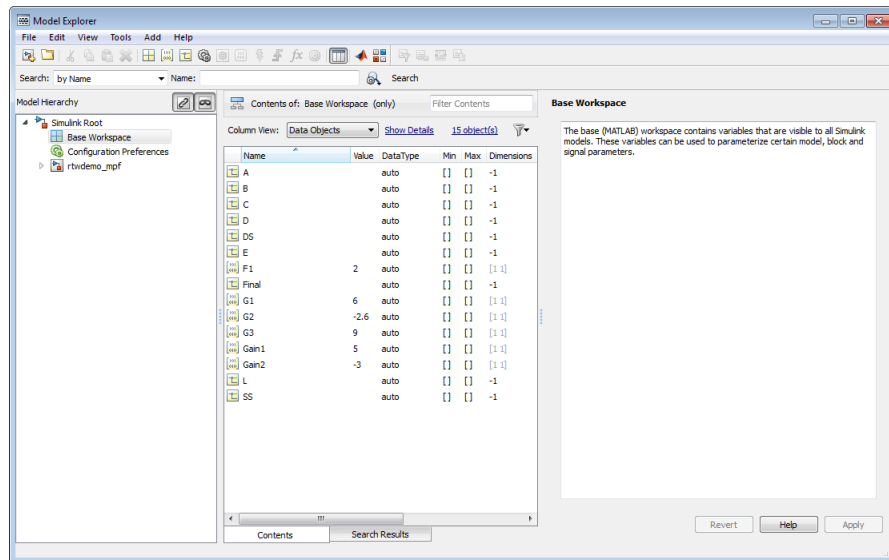 Model Explorer
File Edit View Tools Add Help
Search: by Name Name: Search
Model Hierarchy
Simulink Root
Base Workspace
Configuration Preferences
rtwdemo_mpf
Contents of: Base Workspace (only) Filter Contents
Column View: Data Objects Show Details 15 object(s)
Name Value DataType Min Max Dimensions
A auto [] [] -1
B auto [] [] -1
C auto [] [] -1
D auto [] [] -1
DS auto [] [] -1
E auto [] [] -1
F1 2 auto [] [] [1 1]
Final auto [] [] -1
G1 6 auto [] [] [1 1]
G2 -2.6 auto [] [] [1 1]
G3 9 auto [] [] [1 1]
Gain1 5 auto [] [] [1 1]
Gain2 -3 auto [] [] [1 1]
L auto [] [] -1
SS auto [] [] -1
Contents Search Results
Base Workspace
The base (MATLAB) workspace contains variables that are visible to all Simulink
models. These variables can be used to parameterize certain model, block and
signal parameters.
Revert Help Apply